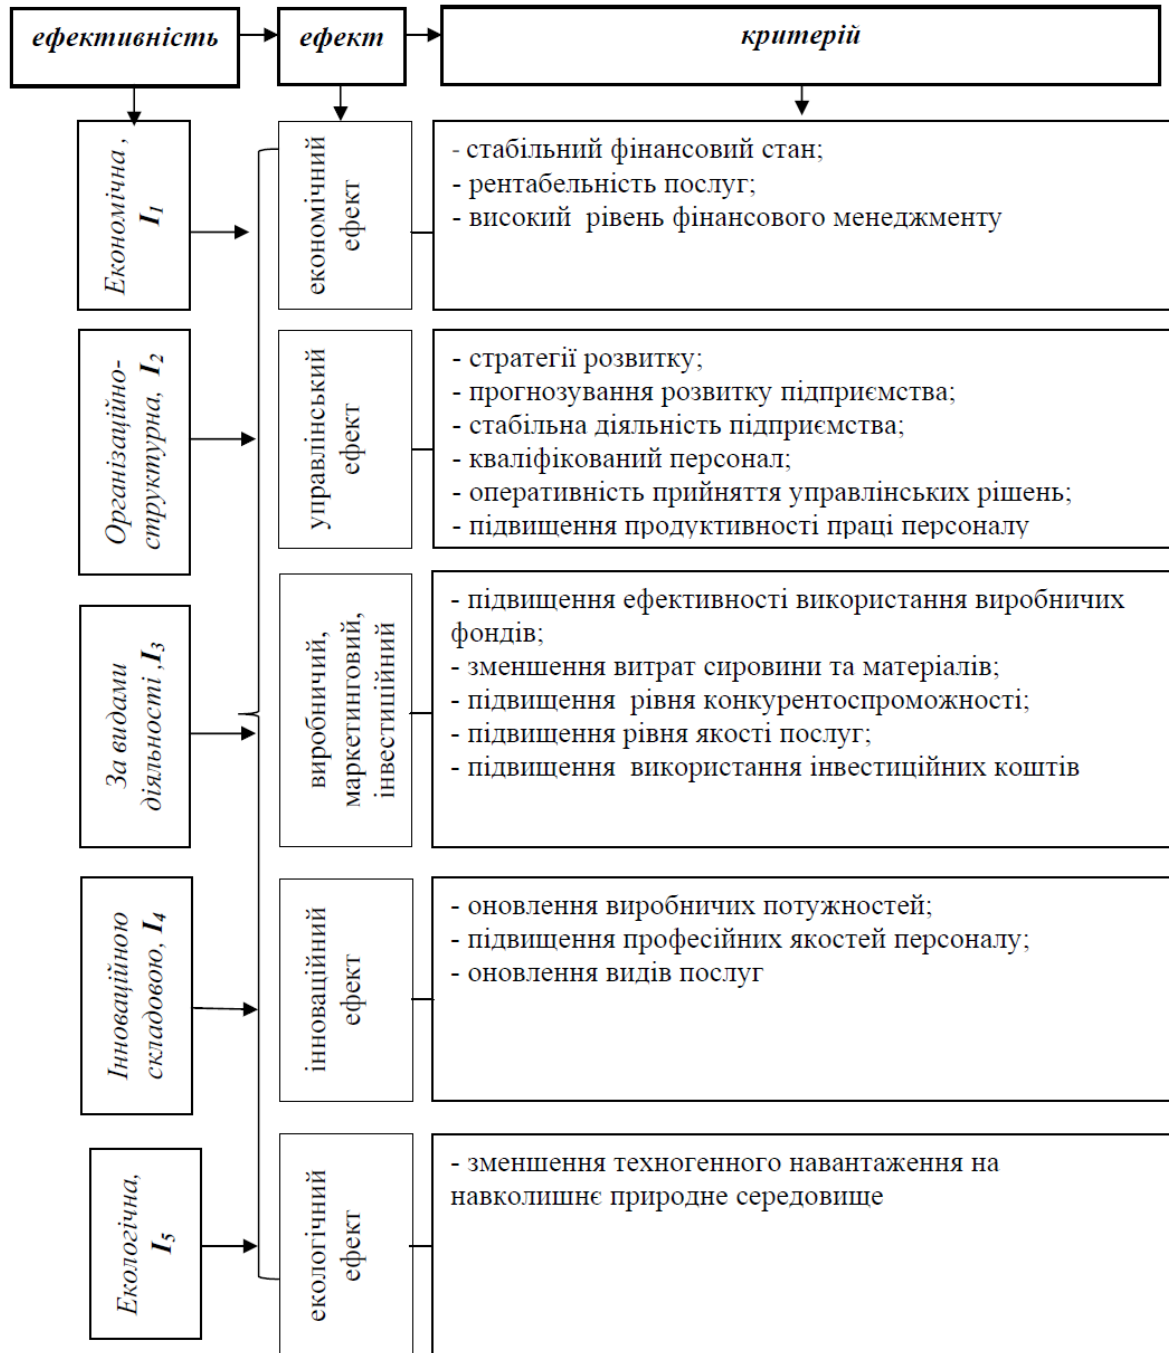 ефективність
ефект
критерій
Економічна ,
I1
економічний
ефект
- стабільний фінансовий стан;
- рентабельність послуг;
- високий рівень фінансового менеджменту
Організаційно-
структурна, I2
управлінський
ефект
- стратегії розвитку;
- прогнозування розвитку підприємства;
- стабільна діяльність підприємства;
- кваліфікований персонал;
- оперативність прийняття управлінських рішень;
- підвищення продуктивності праці персоналу
За видами
діяльності ,I3
виробничий,
маркетинговий,
інвестиційний
- підвищення ефективності використання виробничих
фондів;
- зменшення витрат сировини та матеріалів;
- підвищення рівня конкурентоспроможності;
- підвищення рівня якості послуг;
- підвищення використання інвестиційних коштів
Інноваційною
складовою, I4
інноваційний
ефект
- оновлення виробничих потужностей;
- підвищення професійних якостей персоналу;
- оновлення видів послуг
Екологічна,
I5
екологічний
ефект
- зменшення техногенного навантаження на
навколишнє природне середовище